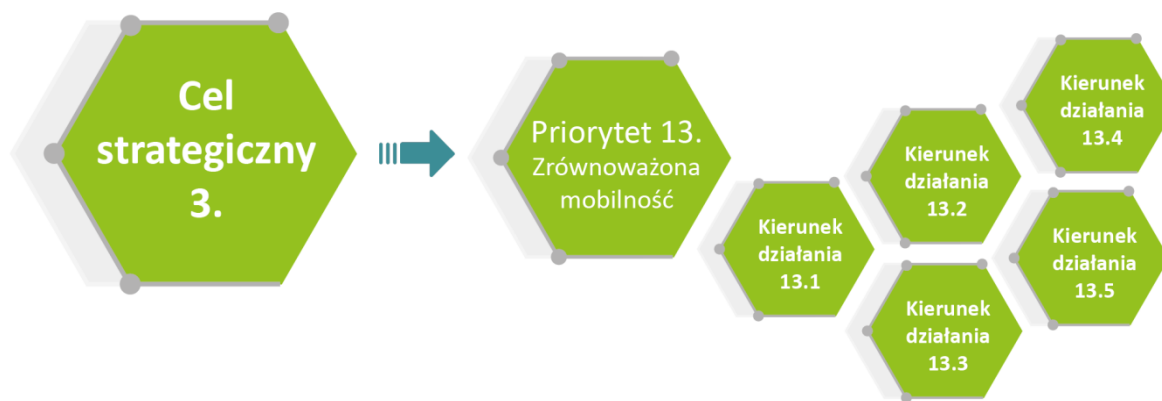 Cel
strategiczny
3.
Priorytet 13.
Zrównoważona
mobilność
Kierunek
działania
13.1
Kierunek
działania
13.2
Kierunek
działania
13.3
Kierunek
działania
13.4
Kierunek
działania
13.5